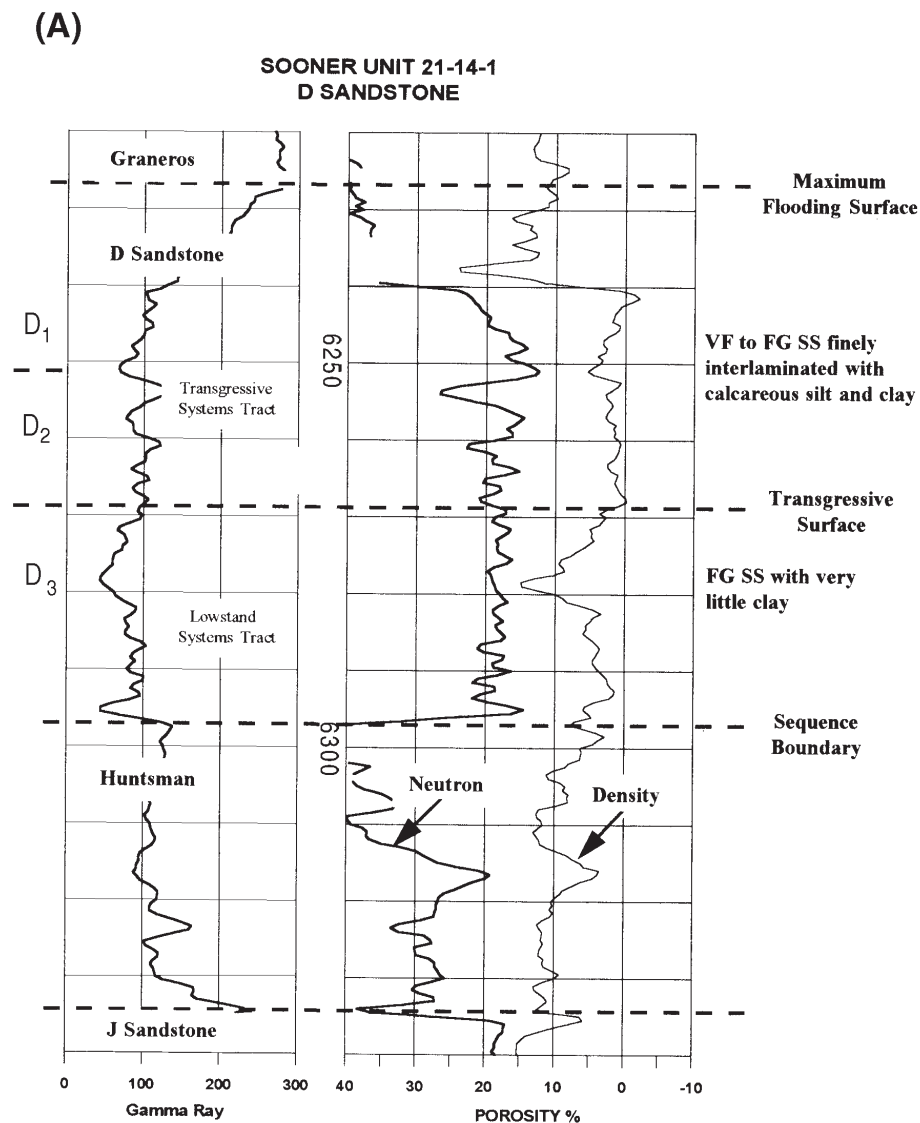 (A)
SOONER UNIT 21-14-1
D SANDSTONE
Graneros
Maximum
Flooding Surface
D Sandstone
D1
6250
VF to FG SS finely
interlaminated with
calcareous silt and clay
Transgressive
Systems Tract
D2
Transgressive
Surface
D3
FG SS with very
little clay
Lowstand
Systems Tract
6300
Sequence
Boundary
Huntsman
Neutron
Density
J Sandstone
0 100 200 300 40 30 20 10 0 -10
Gamma Ray
POROSITY %